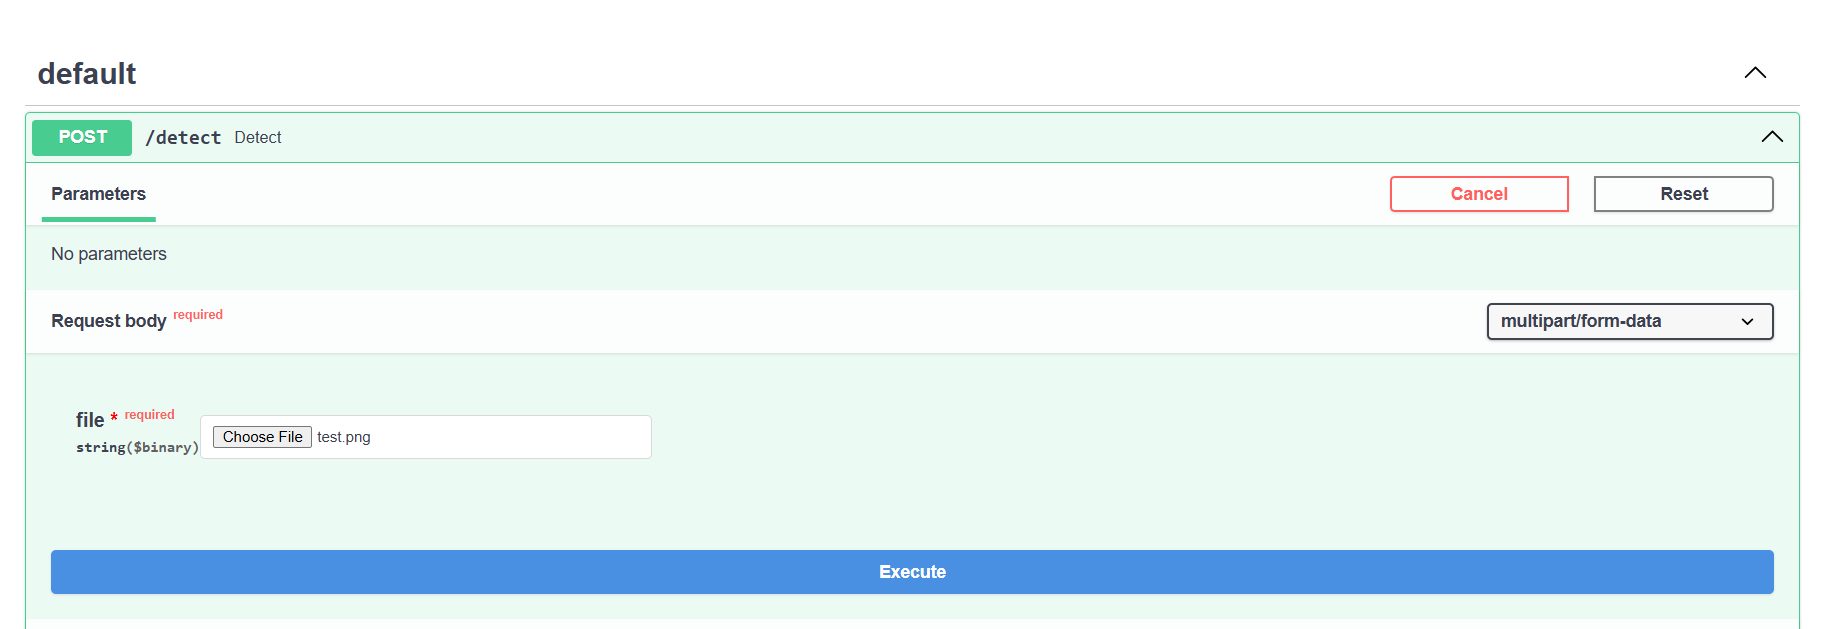 default
POST /detect Detect
Parameters Cancel Reset
No parameters
Request body required multipart/form-data
file * required
string($binary) Choose File test.png
Execute